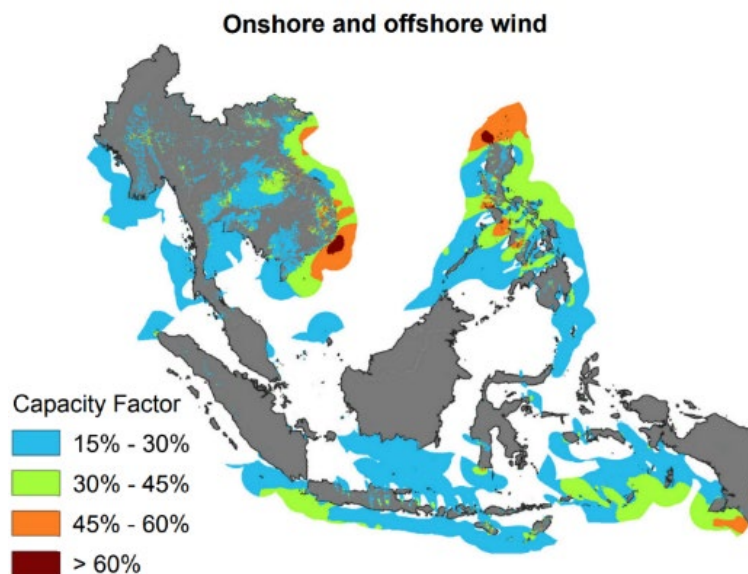 Onshore and offshore wind
Capacity Factor
15% - 30%
30% - 45%
45% - 60%
> 60%